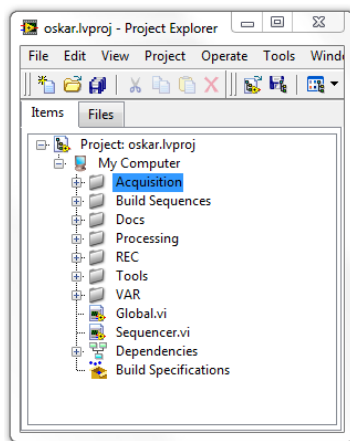 oskar.lvproj - Project Explorer
File Edit View Project Operate Tools Wind
Items Files
Project: oskar.lvproj
My Computer
Acquisition
Build Sequences
Docs
Processing
REC
Tools
VAR
Global.vi
Sequencer.vi
Dependencies
Build Specifications